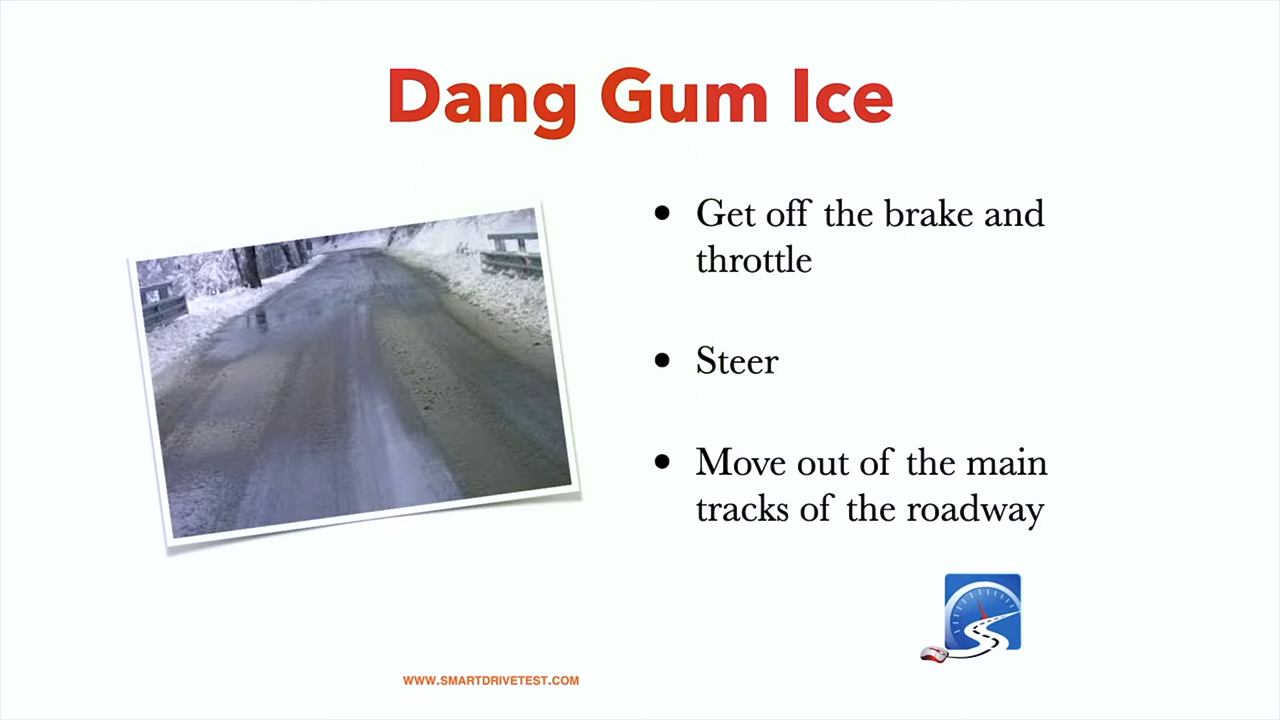 Dang Gum Ice
• Get off the brake and
throttle
• Steer
• Move out of the main
tracks of the roadway
WWW.SMARTDRIVETEST.COM